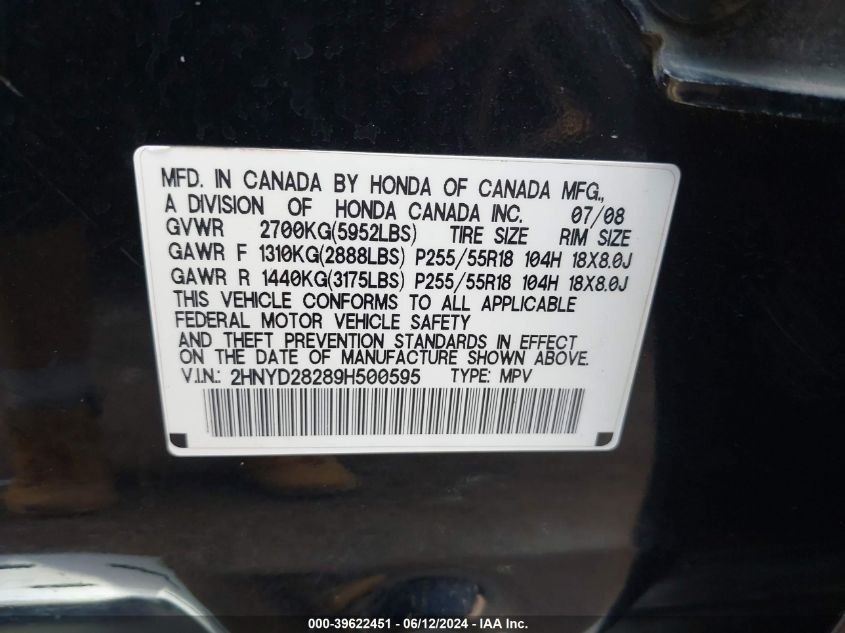 MFD. IN CANADA BY HONDA OF CANADA MFG.,
A DIVISION OF HONDA CANADA INC. 07/08
GVWR 2700KG(5952LBS) TIRE SIZE RIM SIZE
GAWR F 1310KG(2888LBS) P255/55R18 104H 18X8.0J
GAWR R 1440KG(3175LBS) P255/55R18 104H 18X8.0J
THIS VEHICLE CONFORMS TO ALL APPLICABLE
FEDERAL MOTOR VEHICLE SAFETY
AND THEFT PREVENTION STANDARDS IN EFFECT
ON THE DATE OF MANUFACTURE SHOWN ABOVE.
V.I.N.: 2HNYD28289H500595 TYPE: MPV
000-39622451 - 06/12/2024 - IAA Inc.